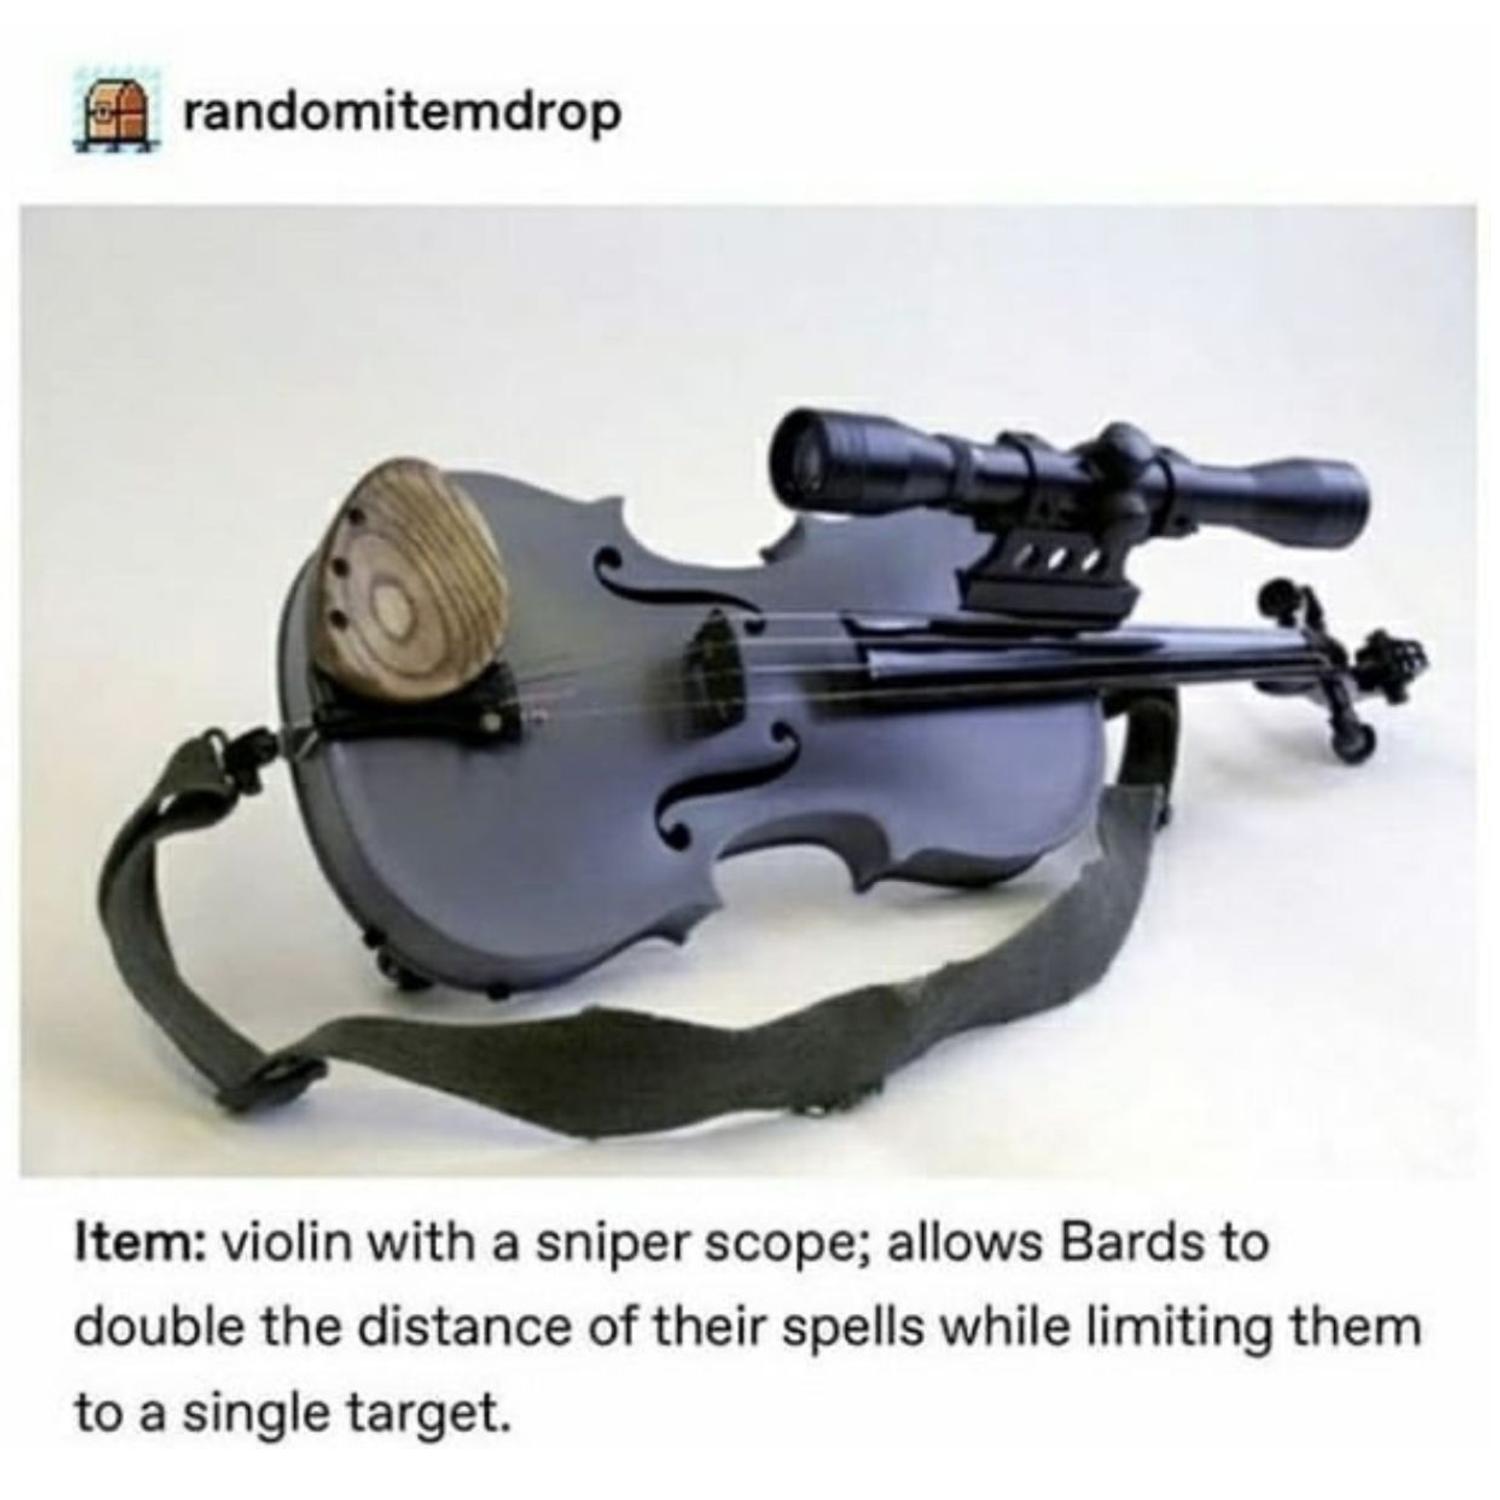 randomitemdrop
Item: violin with a sniper scope; allows Bards to
double the distance of their spells while limiting them
to a single target.